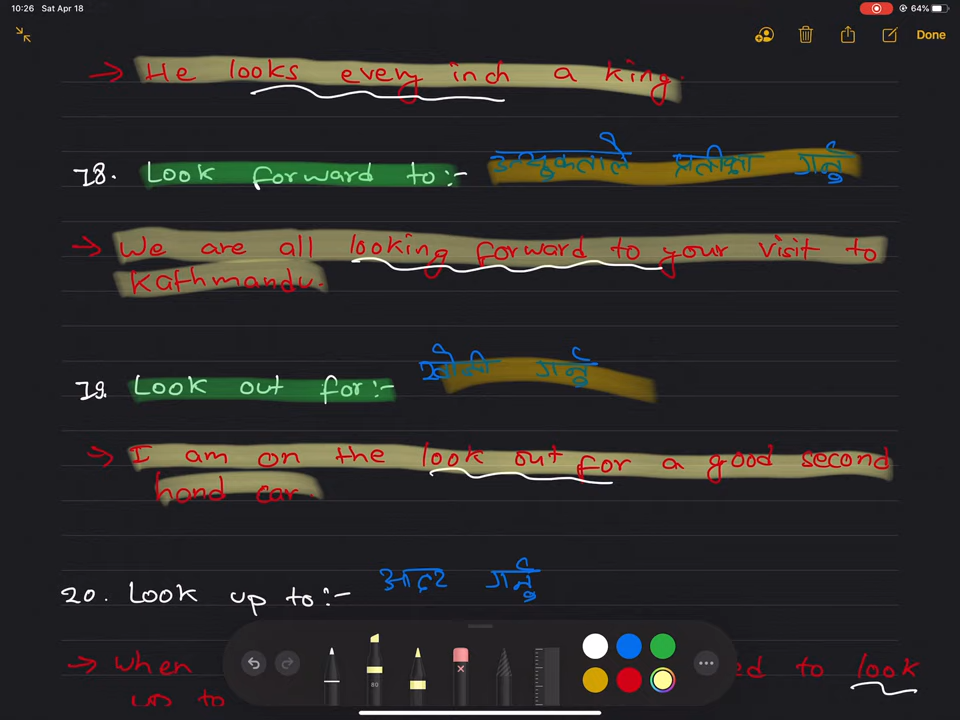 10:26 Sat Apr 18
64%
Done
→ He looks every inch a king.
18. Look forward to:- उत्सुकताले प्रतीक्षा गर्नु
→ We are all looking forward to your visit to
Kathmandu.
19. Look out for:- खोजी गर्नु
→ I am on the look out for a good second
hand car.
20. Look up to:- आदर गर्नु
→ When
ed to look
up to
80